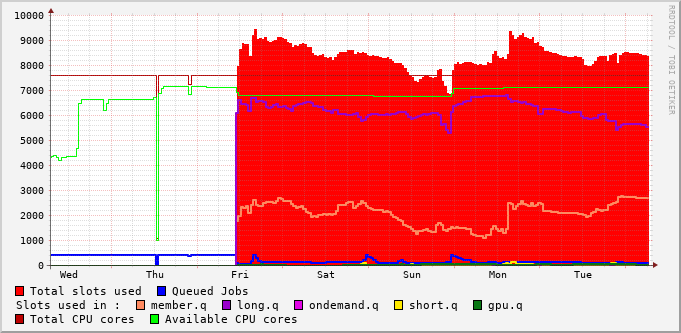 RRDTOOL / TOBI OETIKER
10000
9000
8000
7000
6000
5000
4000
3000
2000
1000
0
Wed Thu Fri Sat Sun Mon Tue
Total slots used Queued Jobs
Slots used in : member.q long.q ondemand.q short.q gpu.q
Total CPU cores Available CPU cores